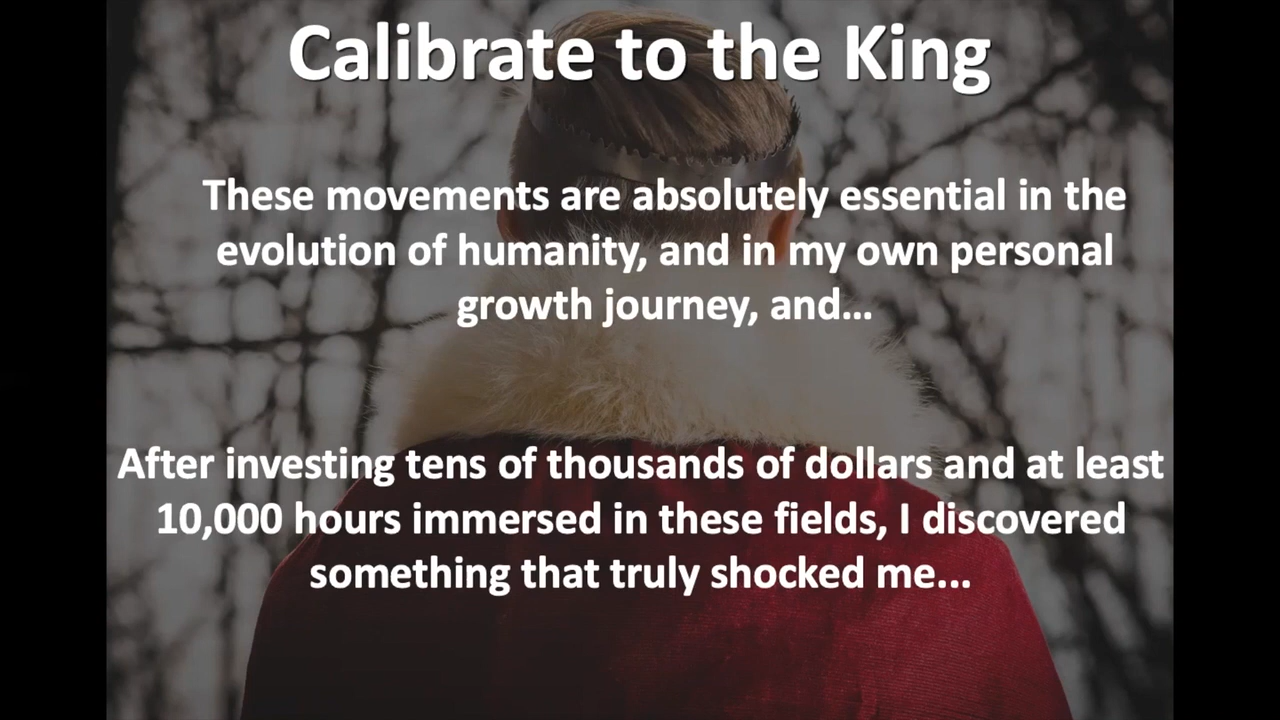 Calibrate to the King
These movements are absolutely essential in the
evolution of humanity, and in my own personal
growth journey, and...
After investing tens of thousands of dollars and at least
10,000 hours immersed in these fields, I discovered
something that truly shocked me...